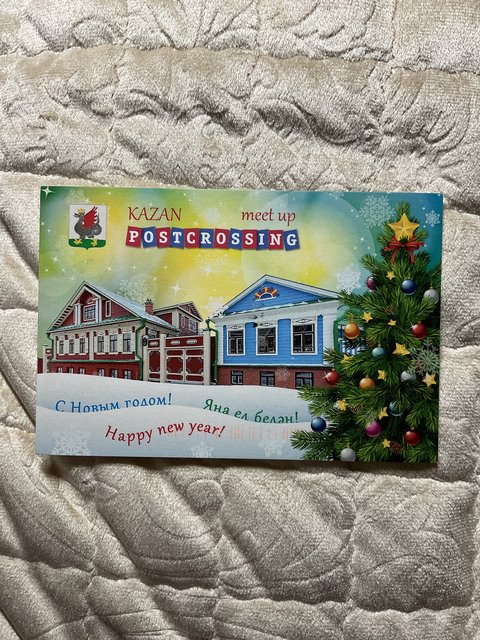 KAZAN meet up
POSTCROSSING
С Новым годом!
Яңа ел белән!
Happy new year!